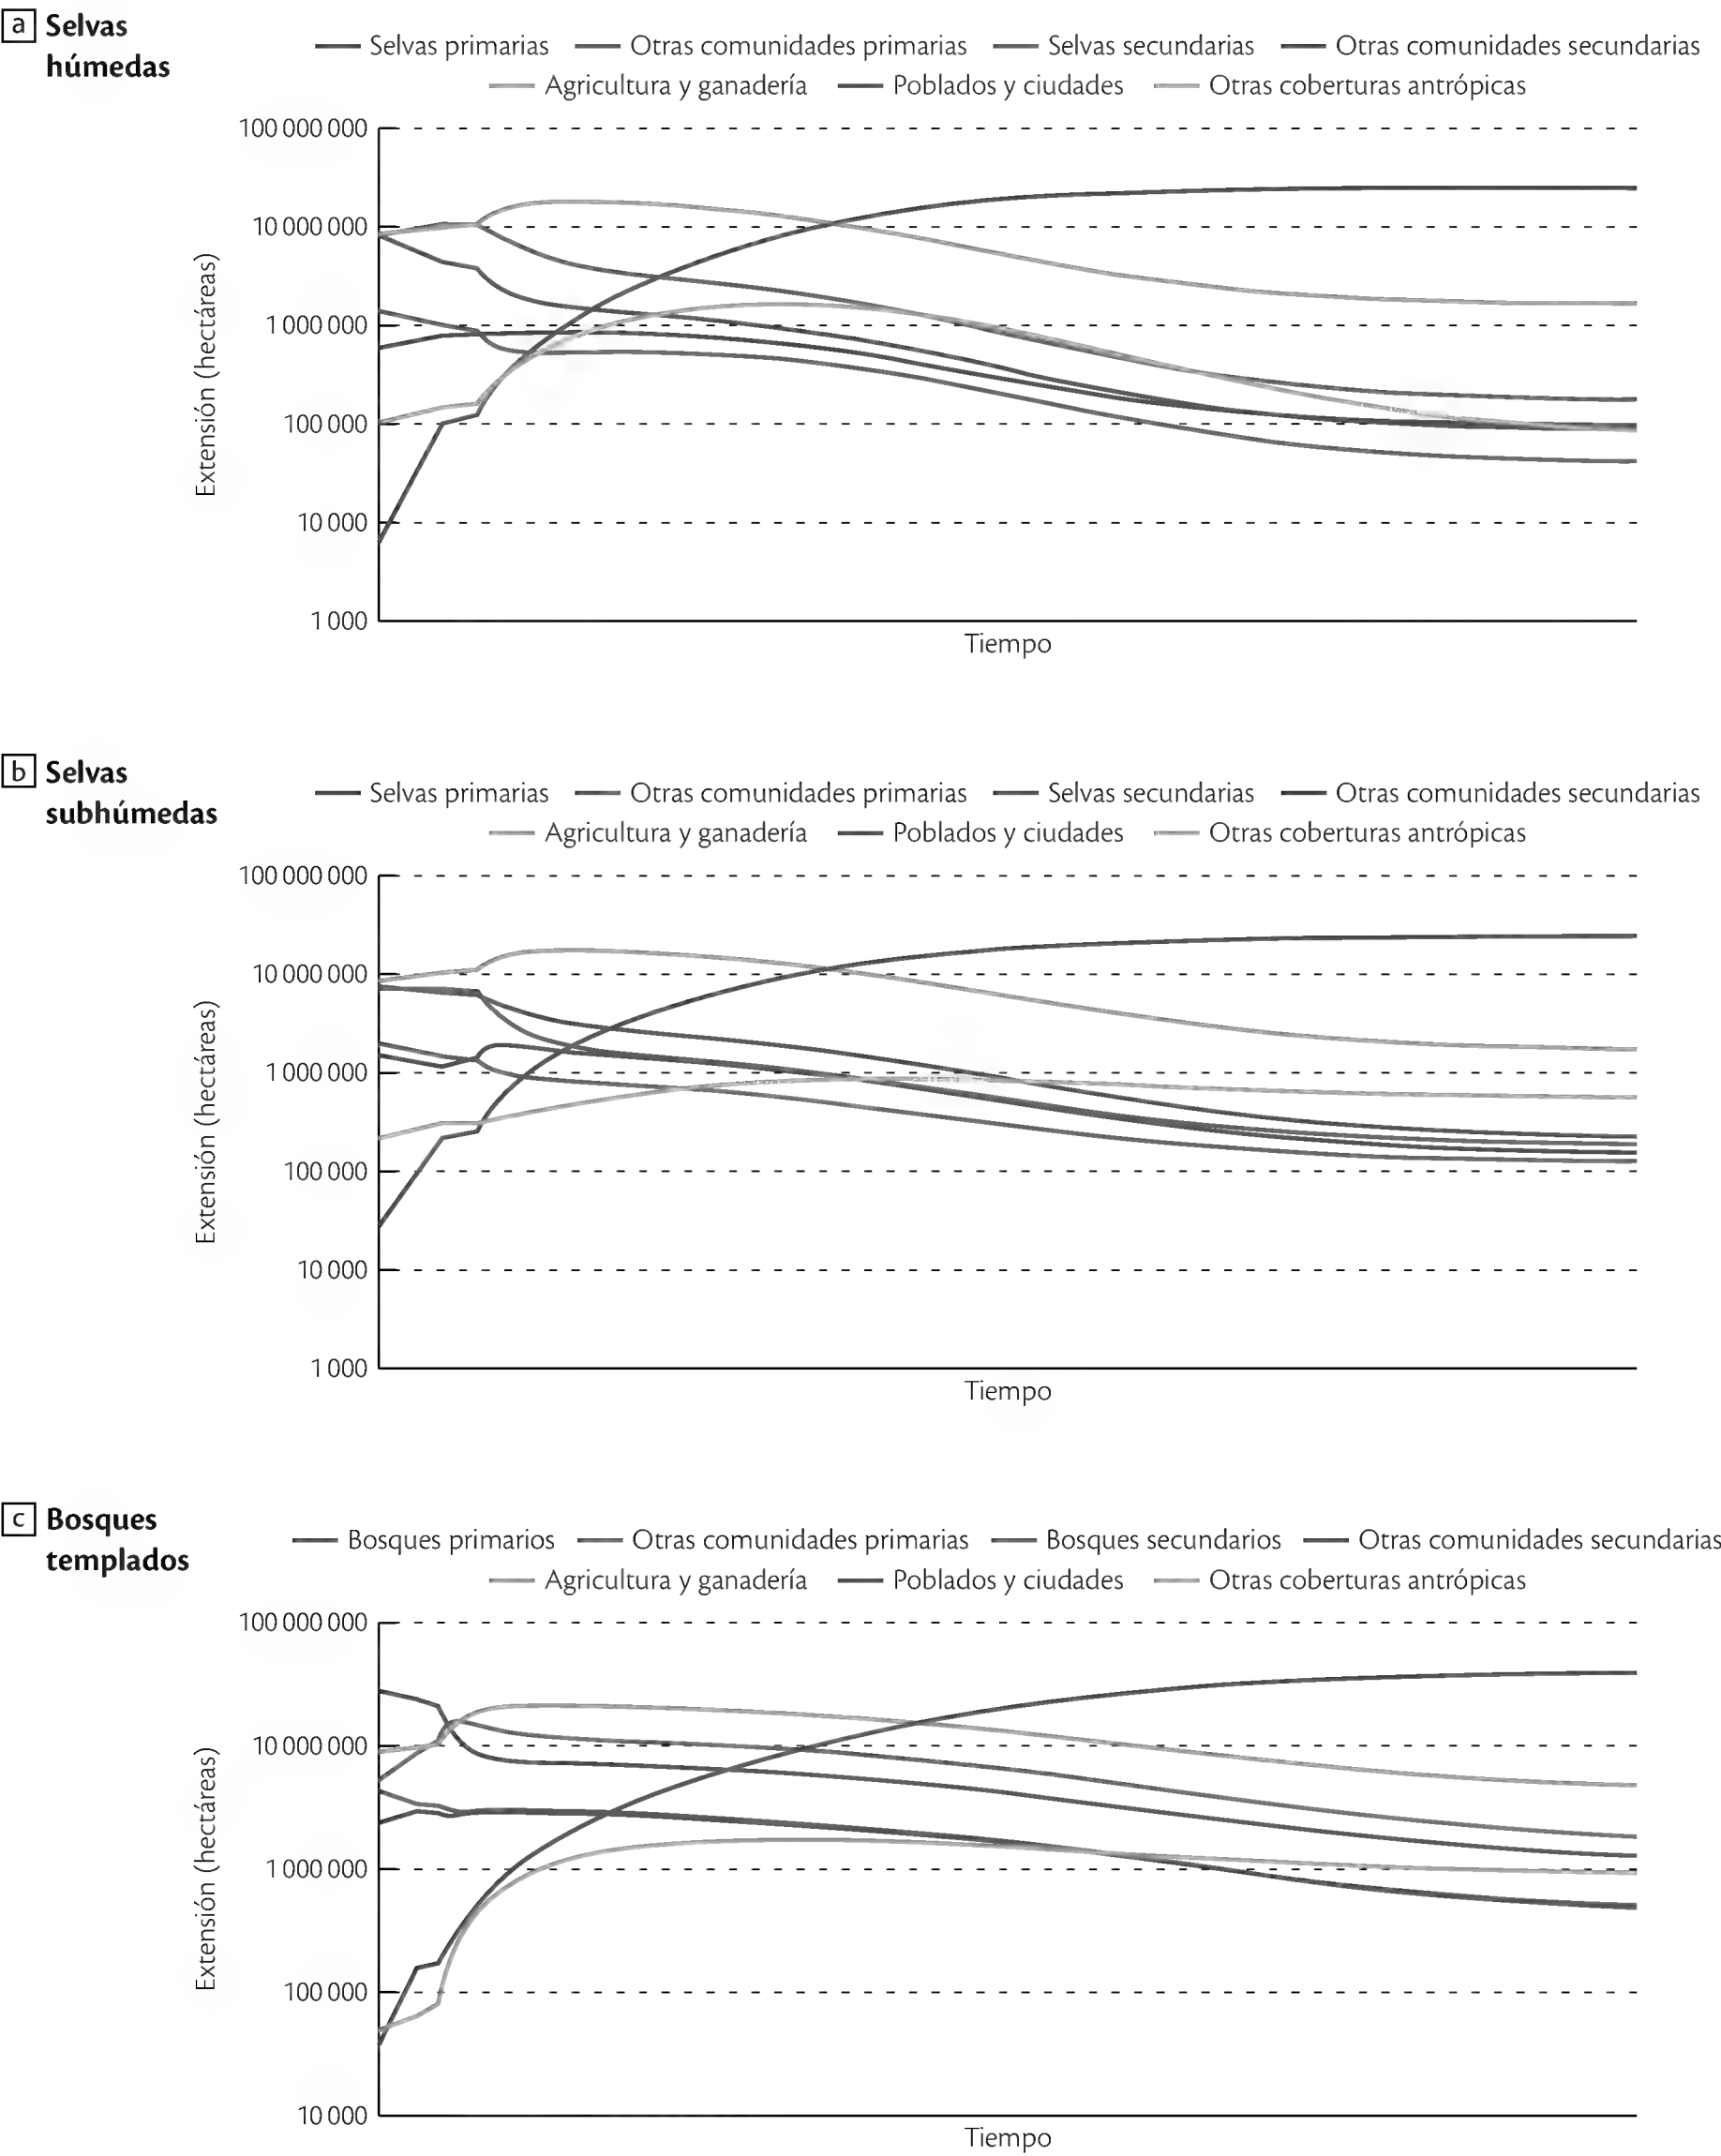 a Selvas
húmedas
Selvas primarias Otras comunidades primarias Selvas secundarias Otras comunidades secundarias
Agricultura y ganadería Poblados y ciudades Otras coberturas antrópicas
100 000 000
10 000 000
1 000 000
100 000
10 000
1 000
Extensión (hectáreas)
Tiempo
b Selvas
subhúmedas
Selvas primarias Otras comunidades primarias Selvas secundarias Otras comunidades secundarias
Agricultura y ganadería Poblados y ciudades Otras coberturas antrópicas
100 000 000
10 000 000
1 000 000
100 000
10 000
1 000
Extensión (hectáreas)
Tiempo
c Bosques
templados
Bosques primarios Otras comunidades primarias Bosques secundarios Otras comunidades secundarias
Agricultura y ganadería Poblados y ciudades Otras coberturas antrópicas
100 000 000
10 000 000
1 000 000
100 000
10 000
Extensión (hectáreas)
Tiempo